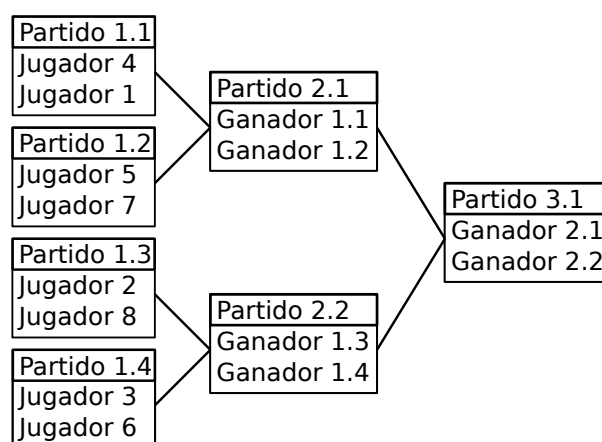 Partido 1.1
Jugador 4
Jugador 1
Partido 1.2
Jugador 5
Jugador 7
Partido 1.3
Jugador 2
Jugador 8
Partido 1.4
Jugador 3
Jugador 6
Partido 2.1
Ganador 1.1
Ganador 1.2
Partido 2.2
Ganador 1.3
Ganador 1.4
Partido 3.1
Ganador 2.1
Ganador 2.2